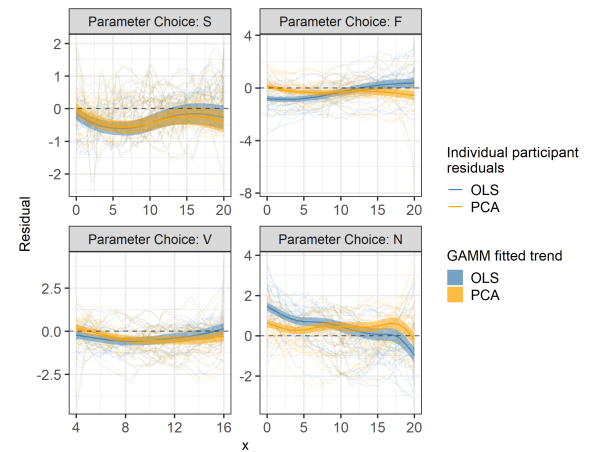 Parameter Choice: S
Parameter Choice: F
2
1
0
-1
-2
4
0
-4
-8
0 5 10 15 20
0 5 10 15 20
Residual
Parameter Choice: V
Parameter Choice: N
2.5
0.0
-2.5
4
2
0
-2
4 8 12 16
0 5 10 15 20
x
Individual participant
residuals
OLS
PCA
GAMM fitted trend
OLS
PCA